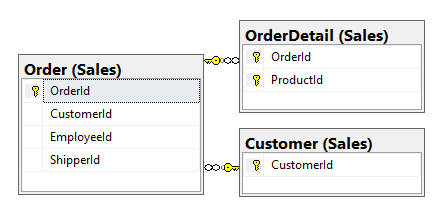 Order (Sales)
OrderId
CustomerId
EmployeeId
ShipperId
OrderDetail (Sales)
OrderId
ProductId
Customer (Sales)
CustomerId